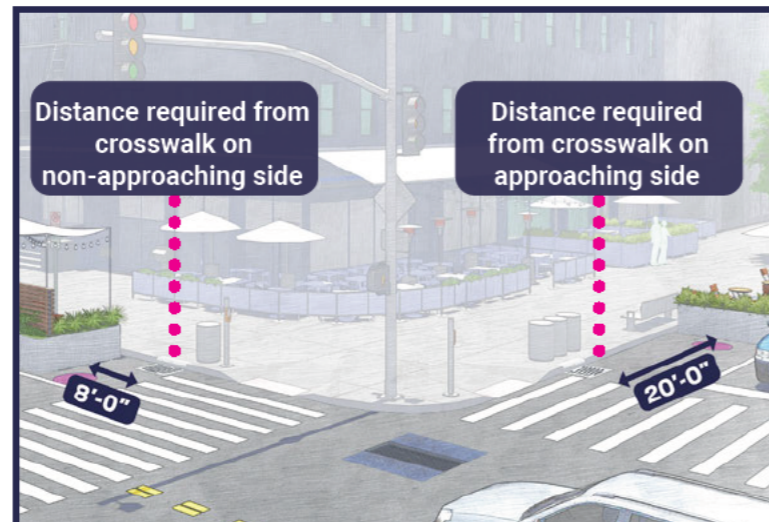 Distance required from
crosswalk on
non-approaching side
Distance required
from crosswalk on
approaching side
8'-0"
20'-0"